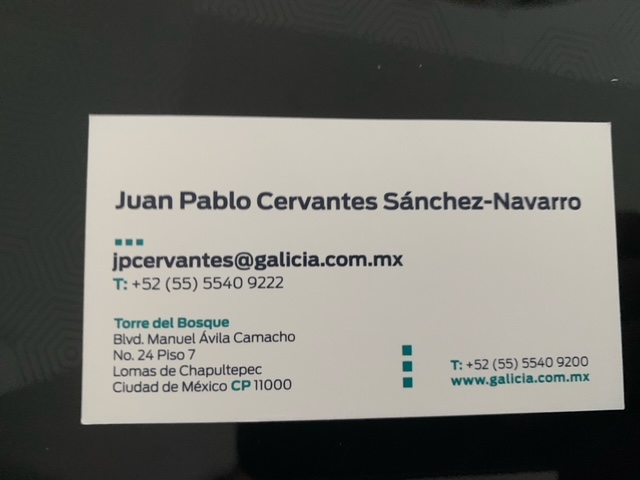 Juan Pablo Cervantes Sánchez-Navarro
jpcervantes@galicia.com.mx
T: +52 (55) 5540 9222
Torre del Bosque
Blvd. Manuel Ávila Camacho
No. 24 Piso 7
Lomas de Chapultepec
Ciudad de México CP 11000
T: +52 (55) 5540 9200
www.galicia.com.mx